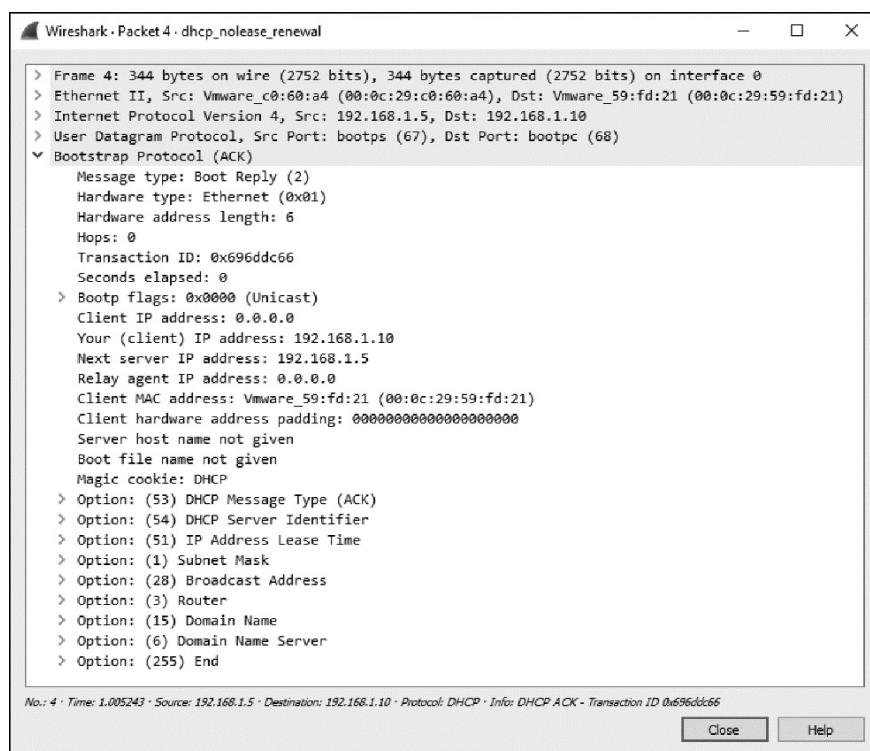 Wireshark · Packet 4 · dhcp_nolease_renewal
> Frame 4: 344 bytes on wire (2752 bits), 344 bytes captured (2752 bits) on interface 0
> Ethernet II, Src: Vmware_c0:60:a4 (00:0c:29:c0:60:a4), Dst: Vmware_59:fd:21 (00:0c:29:59:fd:21)
> Internet Protocol Version 4, Src: 192.168.1.5, Dst: 192.168.1.10
> User Datagram Protocol, Src Port: bootps (67), Dst Port: bootpc (68)
Bootstrap Protocol (ACK)
Message type: Boot Reply (2)
Hardware type: Ethernet (0x01)
Hardware address length: 6
Hops: 0
Transaction ID: 0x696ddc66
Seconds elapsed: 0
> Bootp flags: 0x0000 (Unicast)
Client IP address: 0.0.0.0
Your (client) IP address: 192.168.1.10
Next server IP address: 192.168.1.5
Relay agent IP address: 0.0.0.0
Client MAC address: Vmware_59:fd:21 (00:0c:29:59:fd:21)
Client hardware address padding: 00000000000000000000
Server host name not given
Boot file name not given
Magic cookie: DHCP
> Option: (53) DHCP Message Type (ACK)
> Option: (54) DHCP Server Identifier
> Option: (51) IP Address Lease Time
> Option: (1) Subnet Mask
> Option: (28) Broadcast Address
> Option: (3) Router
> Option: (15) Domain Name
> Option: (6) Domain Name Server
> Option: (255) End
No.: 4 · Time: 1.005243 · Source: 192.168.1.5 · Destination: 192.168.1.10 · Protocol: DHCP · Info: DHCP ACK - Transaction ID 0x696ddc66
Close Help